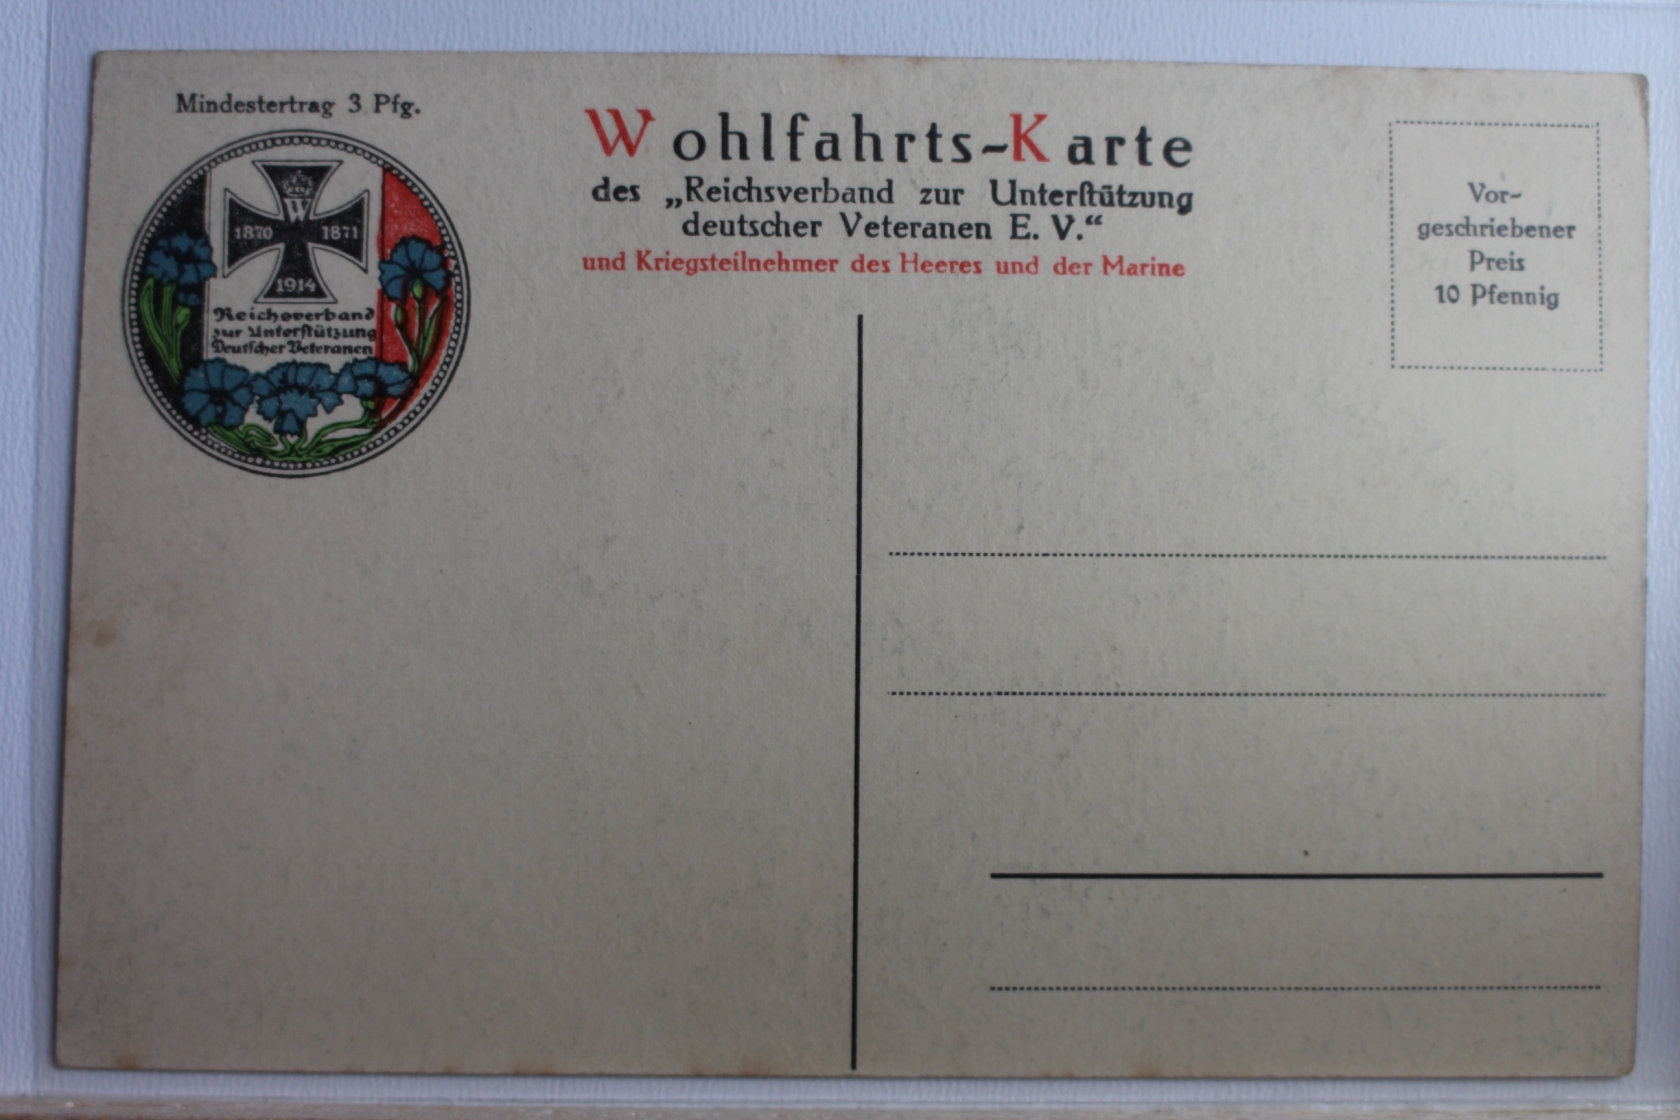 Mindestertrag 3 Pfg.
W
1870 1871
1914
Reichsverband
zur Unterſtützung
Deutſcher Veteranen
Wohlfahrts-Karte
des „Reichsverband zur Unterſtützung
deutscher Veteranen E. V.“
und Kriegsteilnehmer des Heeres und der Marine
Vor-
geschriebener
Preis
10 Pfennig